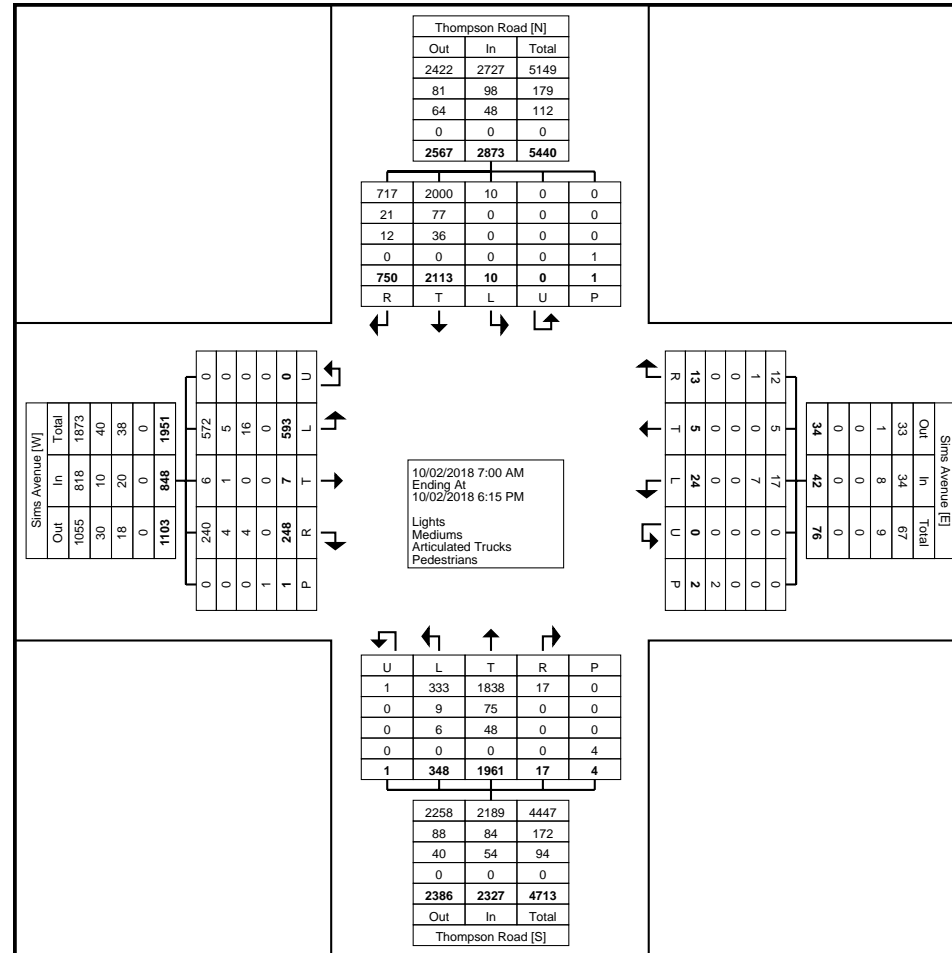 Thompson Road [N]
Out In Total
2422 2727 5149
81 98 179
64 48 112
0 0 0
2567 2873 5440
717 2000 10 0 0
21 77 0 0 0
12 36 0 0 0
0 0 0 0 1
750 2113 10 0 1
R T L U P
Sims Avenue [W]
Total 1873 40 38 0 1951
In 818 10 20 0 848
Out 1055 30 18 0 1103
0 0 0 0 0 U
572 5 16 0 593 L
6 1 0 0 7 T
240 4 4 0 248 R
0 0 0 1 1 P
10/02/2018 7:00 AM
Ending At
10/02/2018 6:15 PM
Lights
Mediums
Articulated Trucks
Pedestrians
R 13 0 0 1 12
T 5 0 0 0 5
L 24 0 0 7 17
U 0 0 0 0 0
P 2 2 0 0 0
34 0 0 1 33 Out
42 0 0 8 34 In
76 0 0 9 67 Total
Sims Avenue [E]
U L T R P
1 333 1838 17 0
0 9 75 0 0
0 6 48 0 0
0 0 0 0 4
1 348 1961 17 4
2258 2189 4447
88 84 172
40 54 94
0 0 0
2386 2327 4713
Out In Total
Thompson Road [S]